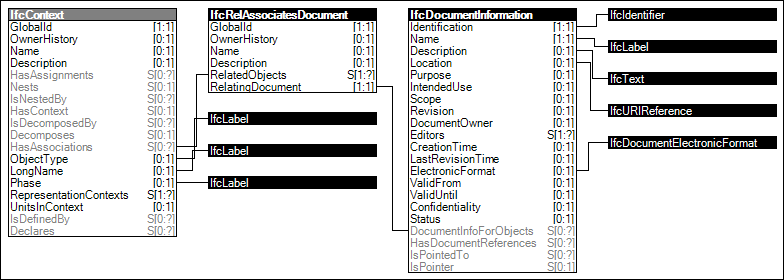 IfcContext
GlobalId [1:1]
OwnerHistory [0:1]
Name [0:1]
Description [0:1]
HasAssignments S[0:?]
Nests S[0:1]
IsNestedBy S[0:?]
HasContext S[0:1]
IsDecomposedBy S[0:?]
Decomposes S[0:1]
HasAssociations S[0:?]
ObjectType [0:1]
LongName [0:1]
Phase [0:1]
RepresentationContexts S[1:?]
UnitsInContext [0:1]
IsDefinedBy S[0:?]
Declares S[0:?]
IfcRelAssociatesDocument
GlobalId [1:1]
OwnerHistory [0:1]
Name [0:1]
Description [0:1]
RelatedObjects S[1:?]
RelatingDocument [1:1]
IfcLabel
IfcLabel
IfcLabel
IfcDocumentInformation
Identification [1:1]
Name [1:1]
Description [0:1]
Location [0:1]
Purpose [0:1]
IntendedUse [0:1]
Scope [0:1]
Revision [0:1]
DocumentOwner [0:1]
Editors S[1:?]
CreationTime [0:1]
LastRevisionTime [0:1]
ElectronicFormat [0:1]
ValidFrom [0:1]
ValidUntil [0:1]
Confidentiality [0:1]
Status [0:1]
DocumentInfoForObjects S[0:?]
HasDocumentReferences S[0:?]
IsPointedTo S[0:?]
IsPointer S[0:1]
IfcIdentifier
IfcLabel
IfcText
IfcURIReference
IfcDocumentElectronicFormat